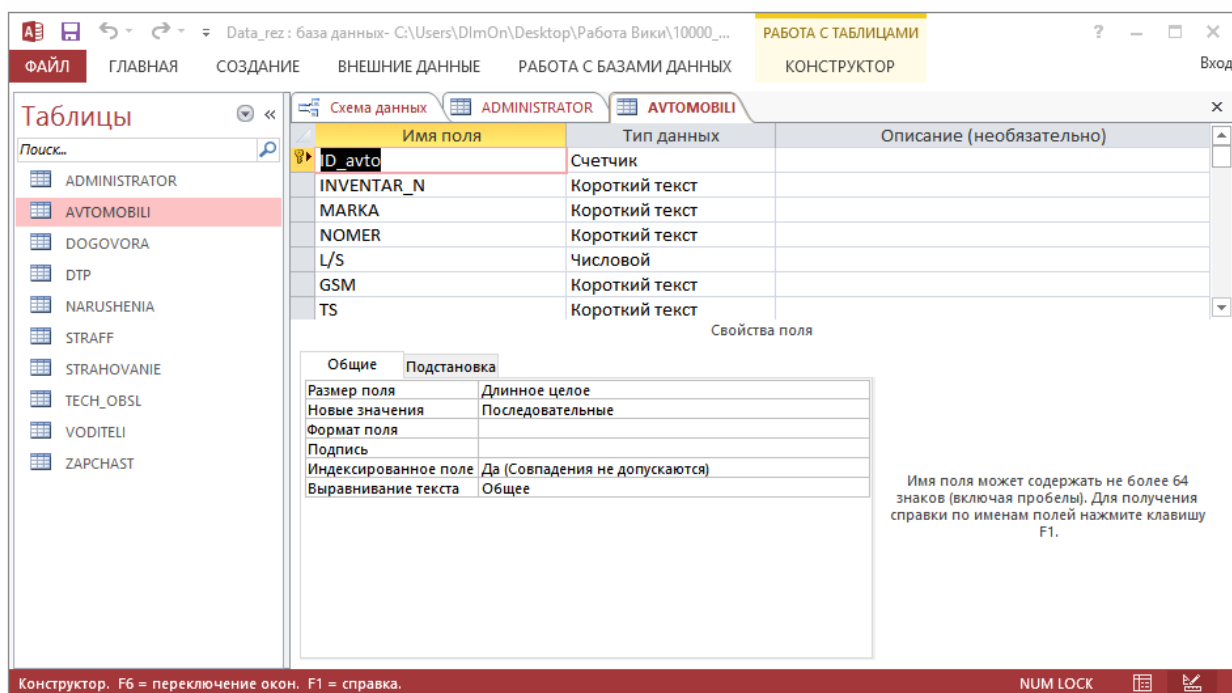 Data_rez : база данных- C:\Users\DImOn\Desktop\Работа Вики\10000_...
РАБОТА С ТАБЛИЦАМИ
?
ФАЙЛ ГЛАВНАЯ СОЗДАНИЕ ВНЕШНИЕ ДАННЫЕ РАБОТА С БАЗАМИ ДАННЫХ КОНСТРУКТОР Вход
Таблицы
Поиск...
ADMINISTRATOR
AVTOMOBILI
DOGOVORA
DTP
NARUSHENIA
STRAFF
STRAHOVANIE
TECH_OBSL
VODITELI
ZAPCHAST
Схема данных ADMINISTRATOR AVTOMOBILI
Имя поля Тип данных Описание (необязательно)
ID_avto Счетчик
INVENTAR_N Короткий текст
MARKA Короткий текст
NOMER Короткий текст
L/S Числовой
GSM Короткий текст
TS Короткий текст
Свойства поля
Общие Подстановка
Размер поля Длинное целое
Новые значения Последовательные
Формат поля
Подпись
Индексированное поле Да (Совпадения не допускаются)
Выравнивание текста Общее
Имя поля может содержать не более 64
знаков (включая пробелы). Для получения
справки по именам полей нажмите клавишу
F1.
Конструктор. F6 = переключение окон. F1 = справка. NUM LOCK